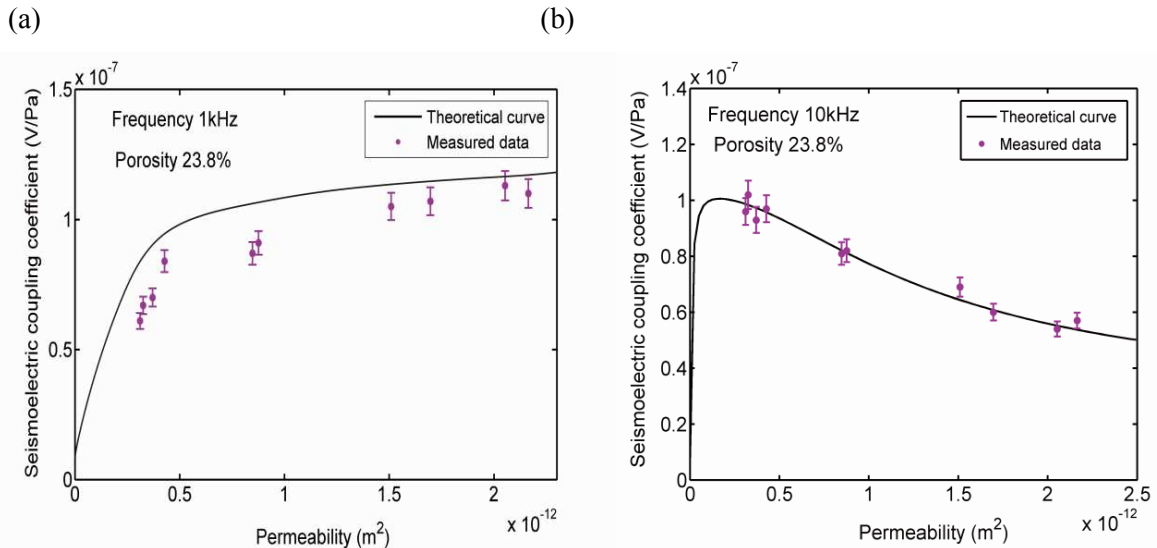 (a)
(b)
x 10-7
1.5
1
0.5
0
Seismoelectric coupling coefficient (V/Pa)
Frequency 1kHz
Porosity 23.8%
Theoretical curve
Measured data
0 0.5 1 1.5 2
x 10-12
Permeability (m2)
x 10-7
1.4
1.2
1
0.8
0.6
0.4
0.2
0
Seismoelectric coupling coefficient (V/Pa)
Frequency 10kHz
Porosity 23.8%
Theoretical curve
Measured data
0 0.5 1 1.5 2 2.5
x 10-12
Permeability (m2)